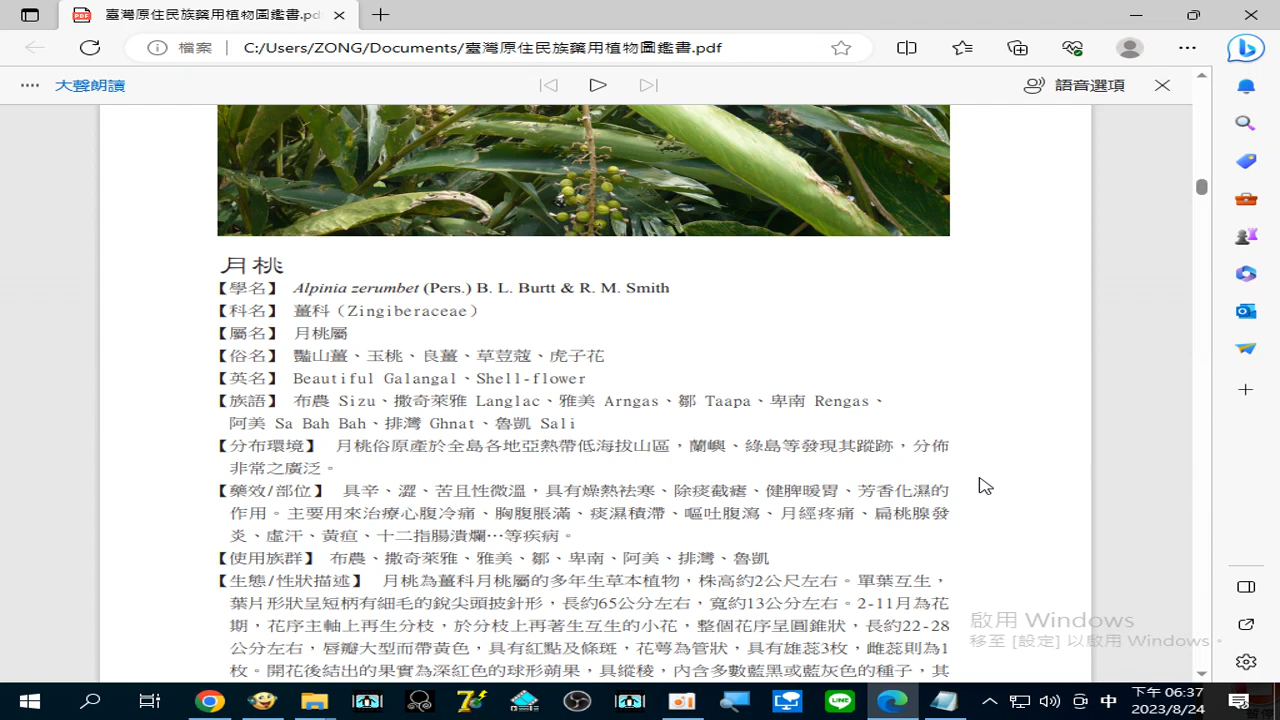 臺灣原住民族藥用植物圖鑑書.pdf
檔案
C:/Users/ZONG/Documents/臺灣原住民族藥用植物圖鑑書.pdf
大聲朗讀
語音選項
月桃
【學名】 Alpinia zerumbet (Pers.) B. L. Burtt & R. M. Smith
【科名】 薑科（Zingiberaceae）
【屬名】 月桃屬
【俗名】 豔山薑、玉桃、良薑、草荳蔻、虎子花
【英名】 Beautiful Galangal、Shell-flower
【族語】 布農 Sizu、撒奇萊雅 Langlac、雅美 Arngas、鄒 Taapa、卑南 Rengas、
阿美 Sa Bah Bah、排灣 Ghnat、魯凱 Sali
【分布環境】 月桃俗原產於全島各地亞熱帶低海拔山區，蘭嶼、綠島等發現其蹤跡，分佈
非常之廣泛。
【藥效/部位】 具辛、澀、苦且性微溫，具有燥熱袪寒、除痰截瘧、健脾暖胃、芳香化濕的
作用。主要用來治療心腹冷痛、胸腹脹滿、痰濕積滯、嘔吐腹瀉、月經疼痛、扁桃腺發
炎、虛汗、黃疸、十二指腸潰爛…等疾病。
【使用族群】 布農、撒奇萊雅、雅美、鄒、卑南、阿美、排灣、魯凱
【生態/性狀描述】 月桃為薑科月桃屬的多年生草本植物，株高約2公尺左右。單葉互生，
葉片形狀呈短柄有細毛的銳尖頭披針形，長約65公分左右，寬約13公分左右。2-11月為花
期，花序主軸上再生分枝，於分枝上再著生互生的小花，整個花序呈圓錐狀，長約22-28
公分左右，唇瓣大型而帶黃色，具有紅點及條斑，花萼為管狀，具有雄蕊3枚，雌蕊則為1
枚。開花後結出的果實為深紅色的球形蒴果，具縱稜，內含多數藍黑或藍灰色的種子，其
啟用 Windows
移至 [設定] 以啟用 Windows。
中
下午 06:37
2023/8/24